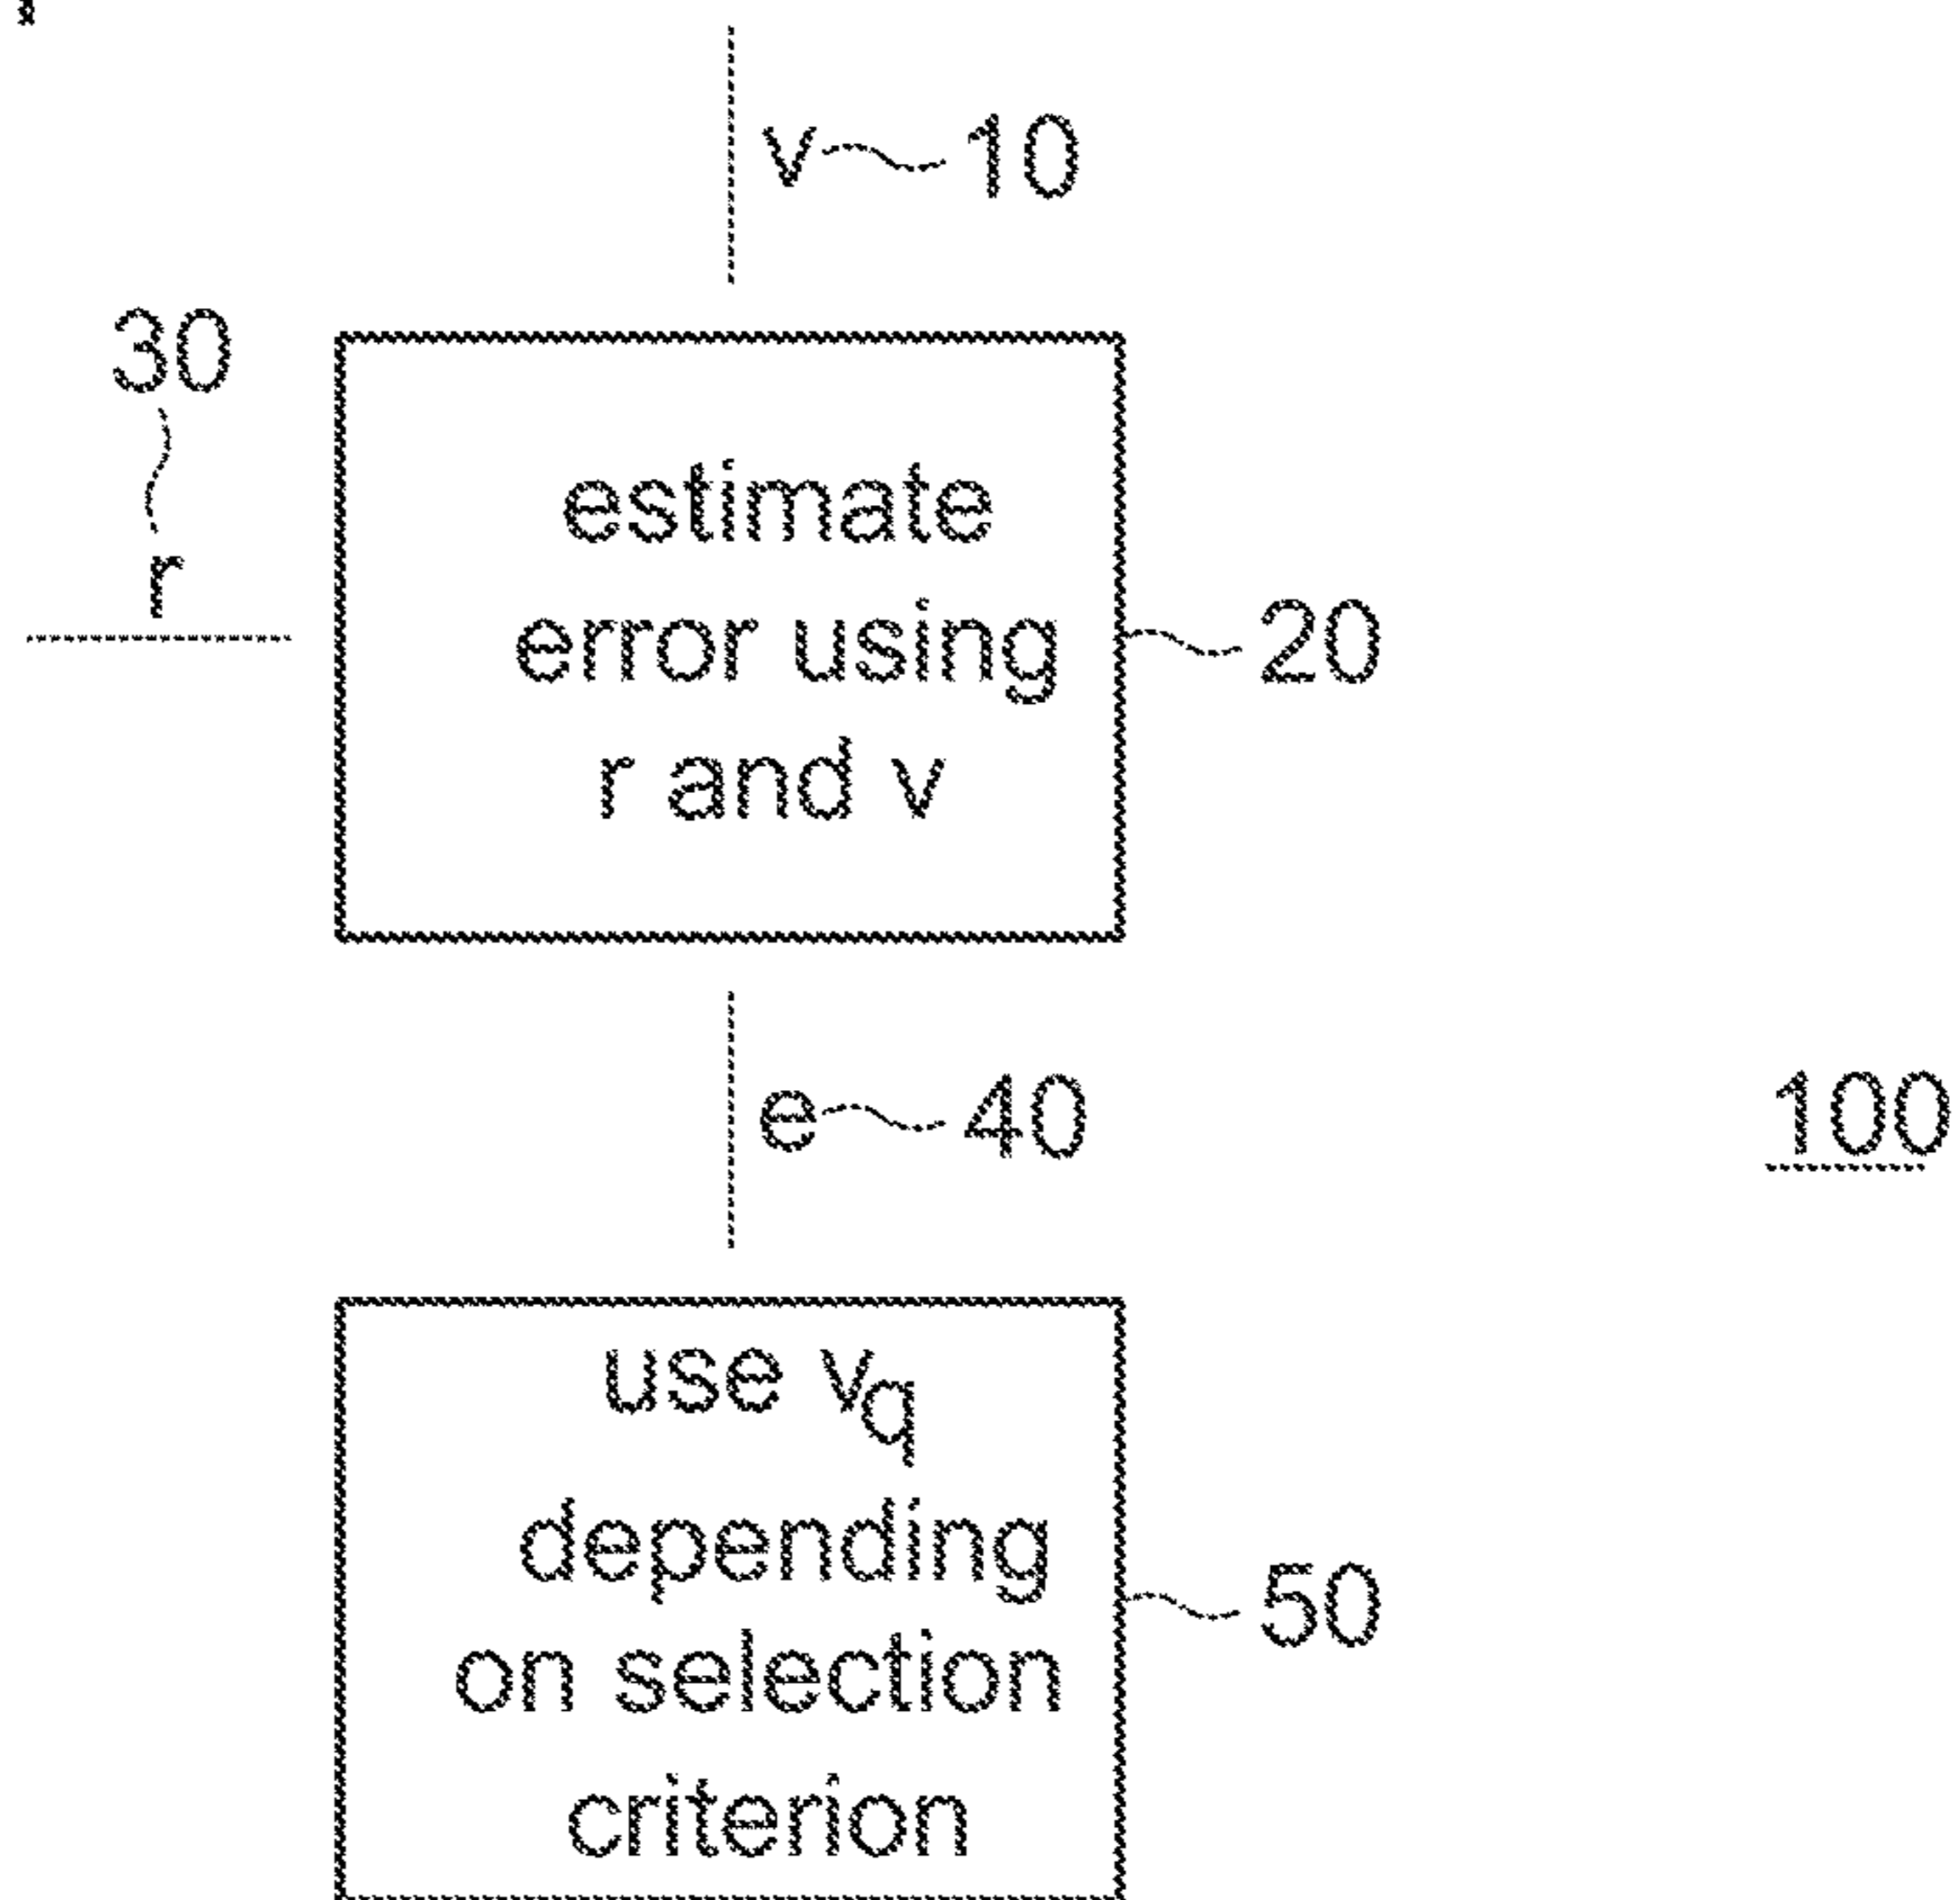 v 10
30
r
estimate
error using
r and v
20
e 40
100
use vq
depending
on selection
criterion
50